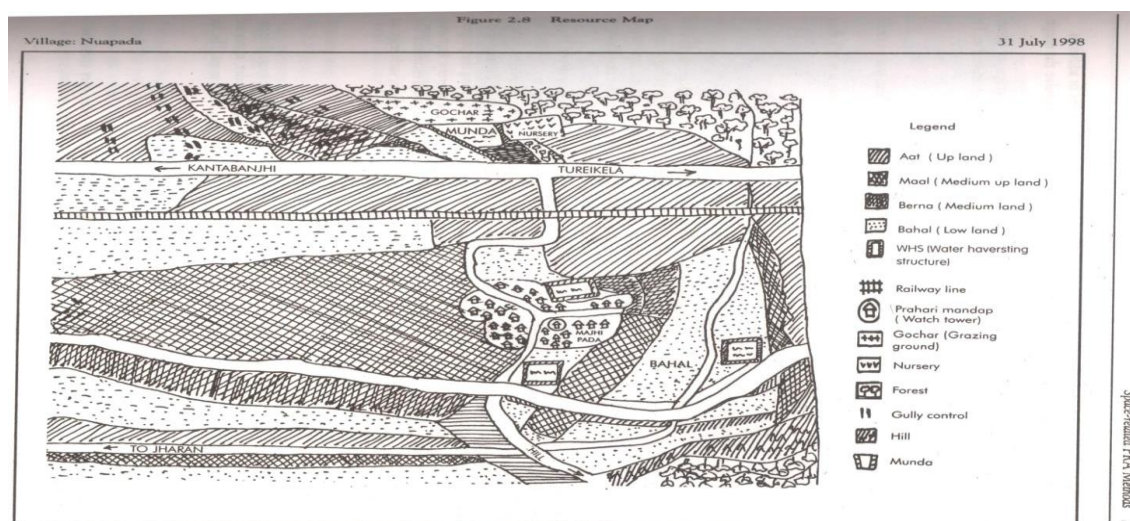 Figure 2.8 Resource Map
Village: Nuapada
31 July 1998
GOCHAR
MUNDA
NURSERY
← KANTABANJHI
TUREIKELA →
MAJHI
PADA
BAHAL
← TO JHARAN
HILL
Legend
Aat ( Up land )
Maal ( Medium up land )
Berna ( Medium land )
Bahal ( Low land )
WHS (Water haversting
structure)
Railway line
Prahari mandap
( Watch tower)
Gochar (Grazing
ground)
Nursery
Forest
Gully control
Hill
Munda